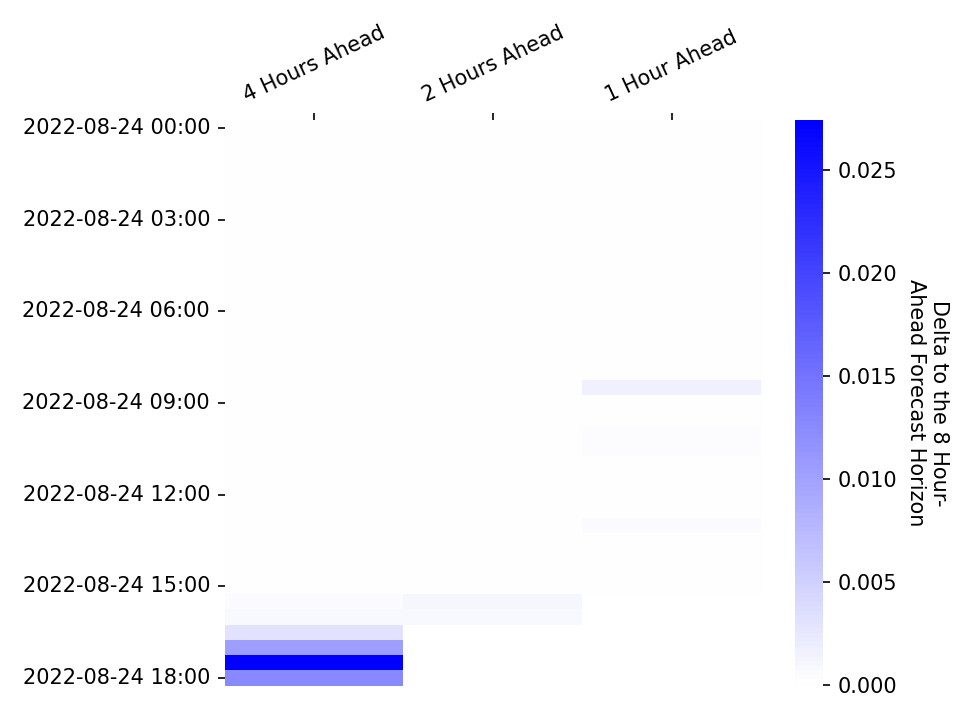 4 Hours Ahead
2 Hours Ahead
1 Hour Ahead
2022-08-24 00:00
2022-08-24 03:00
2022-08-24 06:00
2022-08-24 09:00
2022-08-24 12:00
2022-08-24 15:00
2022-08-24 18:00
0.025
0.020
0.015
0.010
0.005
0.000
Delta to the 8 Hour-
Ahead Forecast Horizon